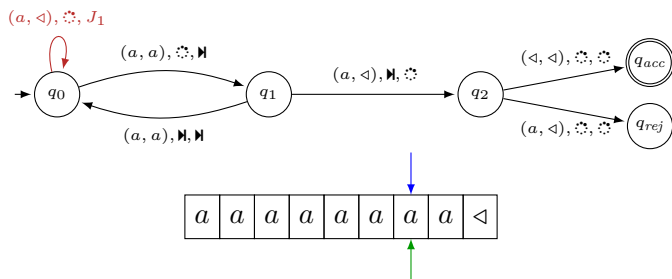 (a, ◃), ◌, J₁
(a, a), ◌, ⏯
(a, ◃), ⏯, ◌
(◃, ◃), ◌, ◌
q_acc
q₀
q₁
q₂
(a, a), ⏯, ⏯
(a, ◃), ◌, ◌
q_rej
a a a a a a a a ◃